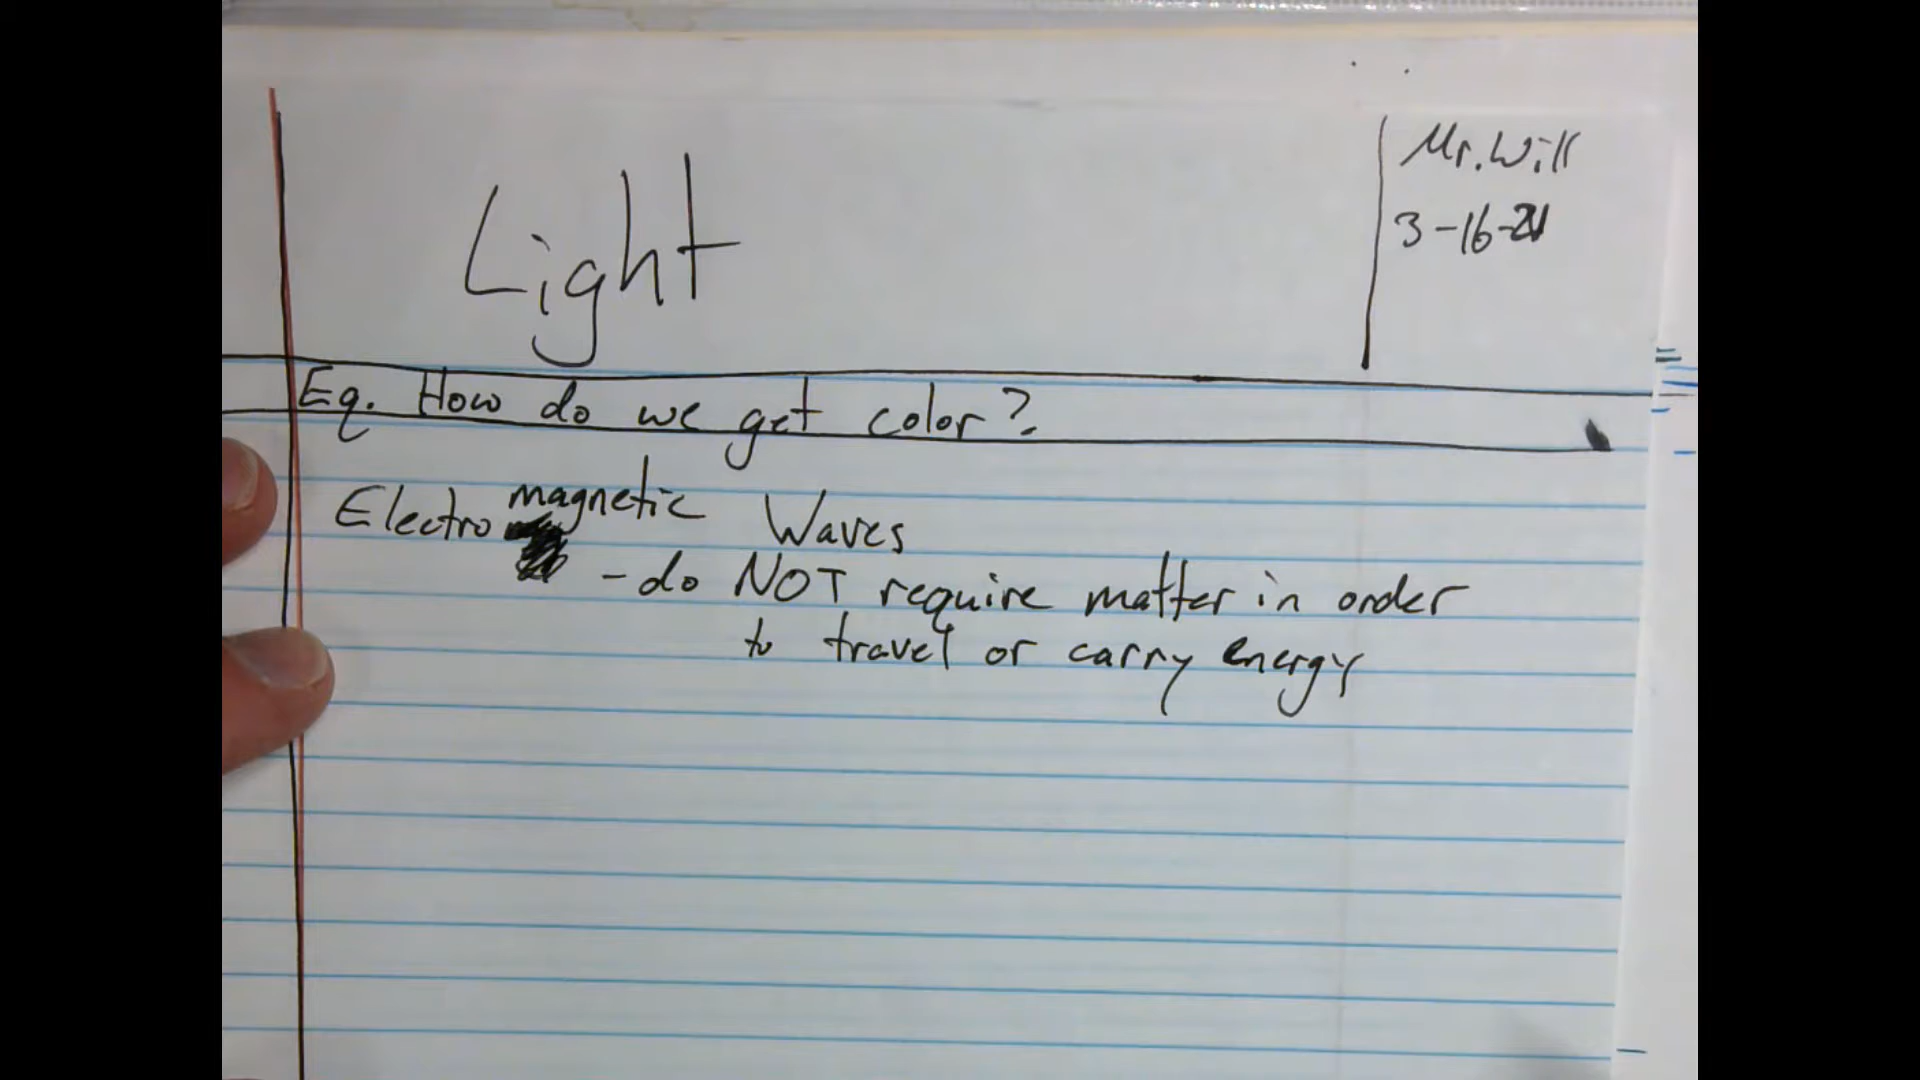 Mr. Will
3-16-21
Light
Eq. How do we get color?
Electromagnetic Waves
- do NOT require matter in order
to travel or carry energy